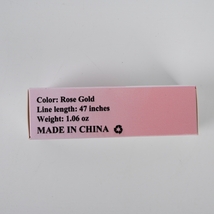 Color: Rose Gold
Line length: 47 inches
Weight: 1.06 oz
MADE IN CHINA